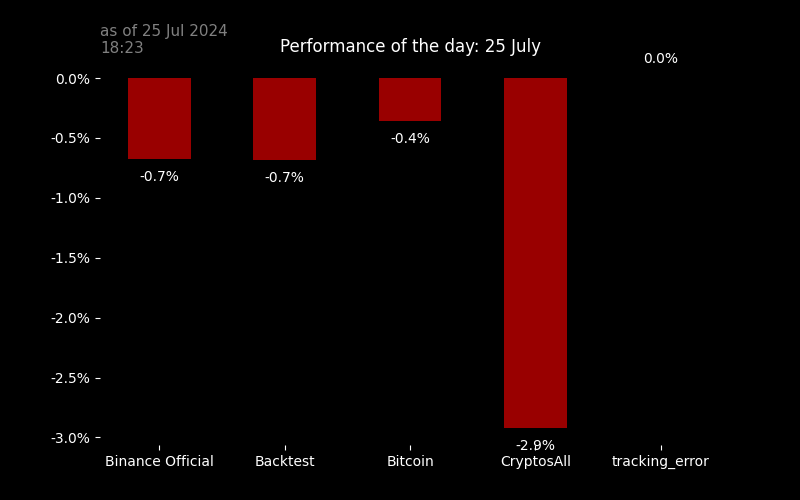 as of 25 Jul 2024
18:23
Performance of the day: 25 July
0.0%
0.0%
-0.5%
-1.0%
-1.5%
-2.0%
-2.5%
-3.0%
-0.7%
-0.7%
-0.4%
-2.9%
Binance Official
Backtest
Bitcoin
CryptosAll
tracking_error